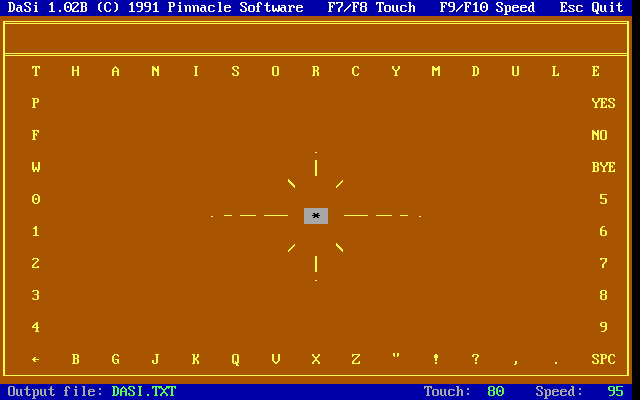 DaSi 1.02B (C) 1991 Pinnacle Software F7/F8 Touch F9/F10 Speed Esc Quit
T H A N I S O R C Y M D U L E
P YES
F NO
W BYE
0 5
*
1 6
2 7
3 8
4 9
← B G J K Q V X Z " ! ? , . SPC
Output file: DASI.TXT Touch: 80 Speed: 95